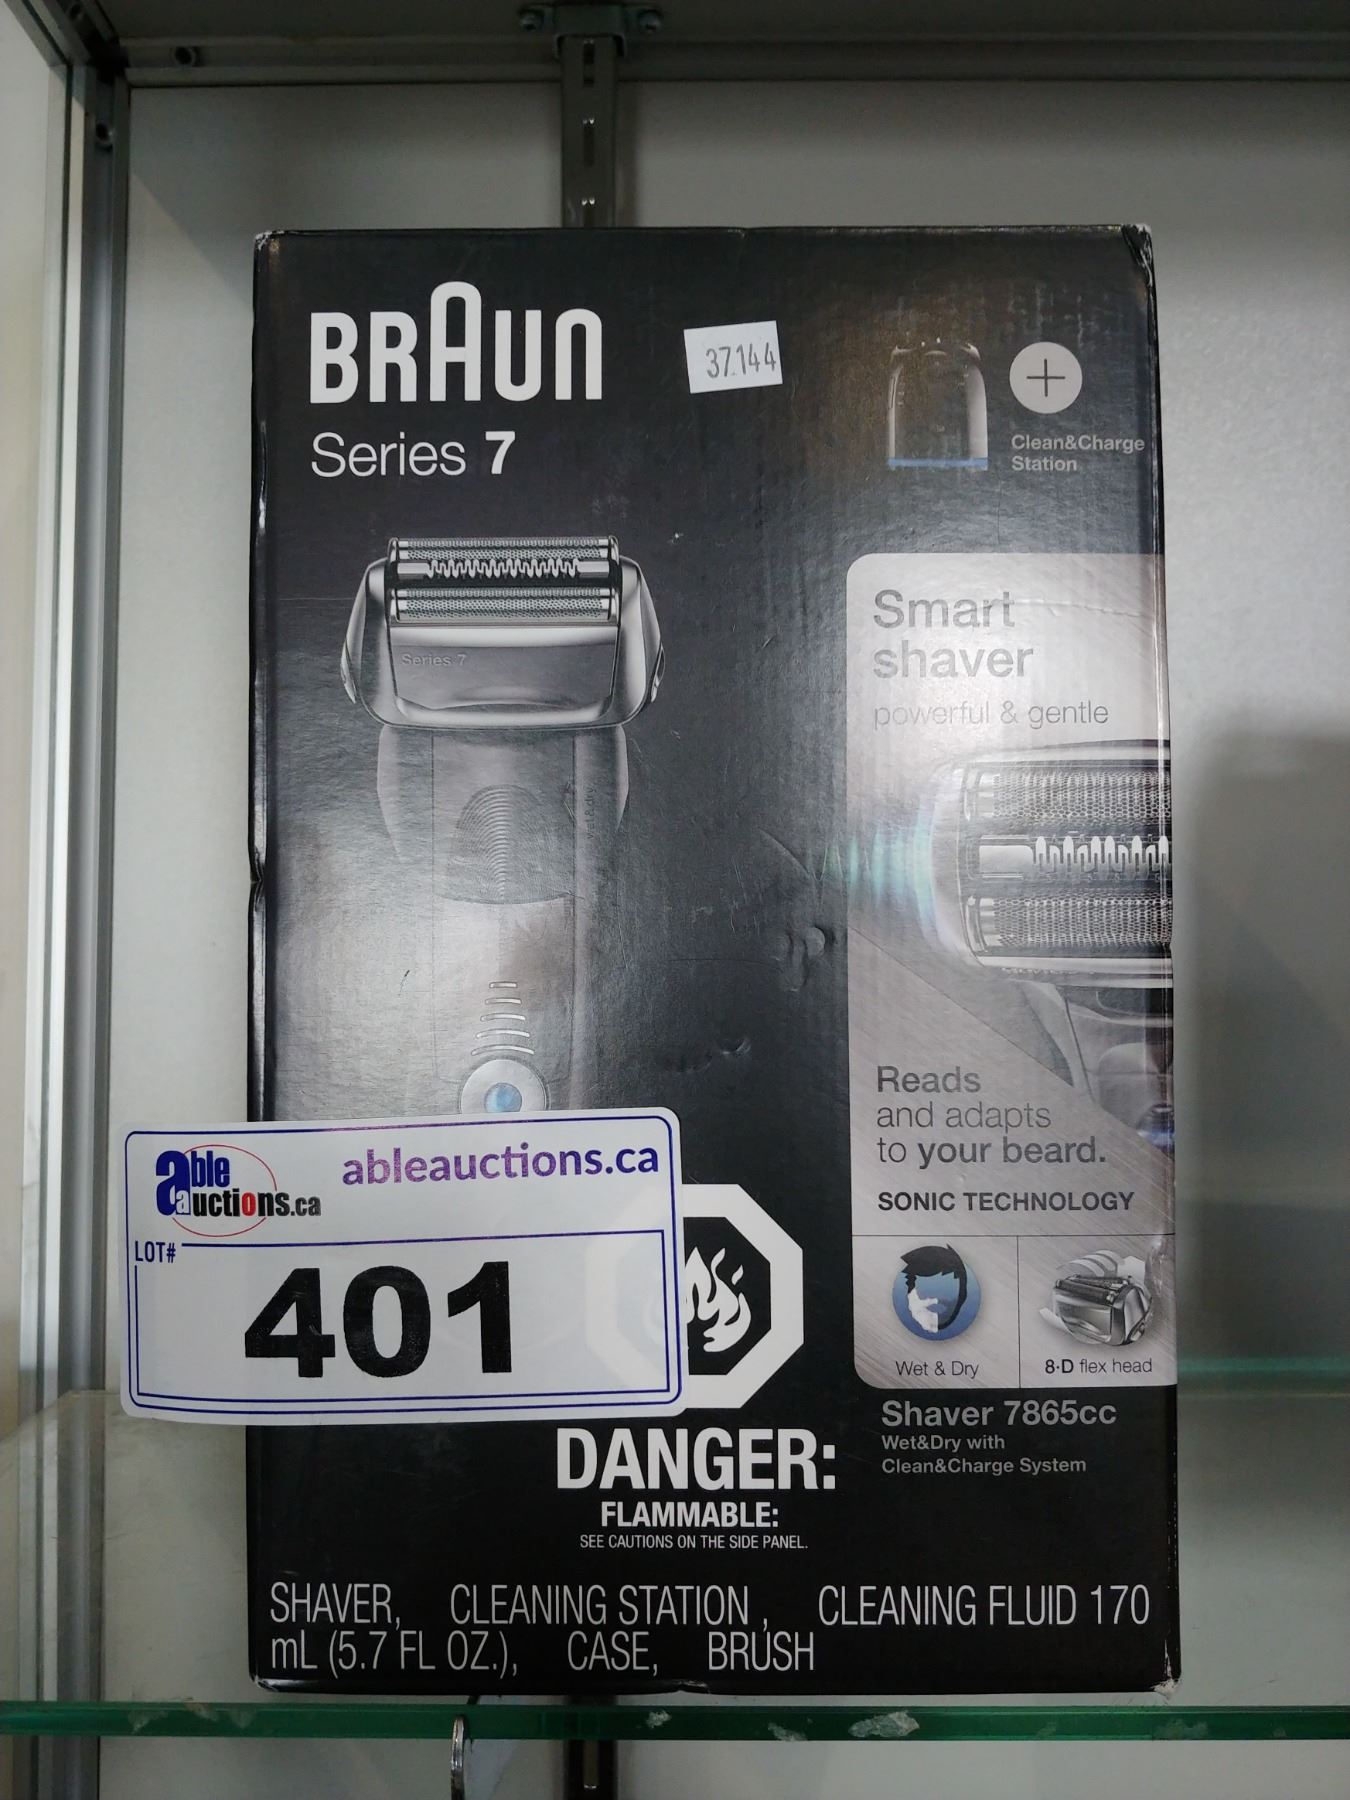 BRAUN
Series 7
37144
Clean&Charge
Station
Series 7
wet&dry
Smart
shaver
powerful & gentle
Reads
and adapts
to your beard.
SONIC TECHNOLOGY
Wet & Dry
8-D flex head
Shaver 7865cc
Wet&Dry with
Clean&Charge System
able auctions.ca
ableauctions.ca
LOT#
401
DANGER:
FLAMMABLE:
SEE CAUTIONS ON THE SIDE PANEL.
SHAVER, CLEANING STATION, CLEANING FLUID 170
mL (5.7 FL OZ.), CASE, BRUSH